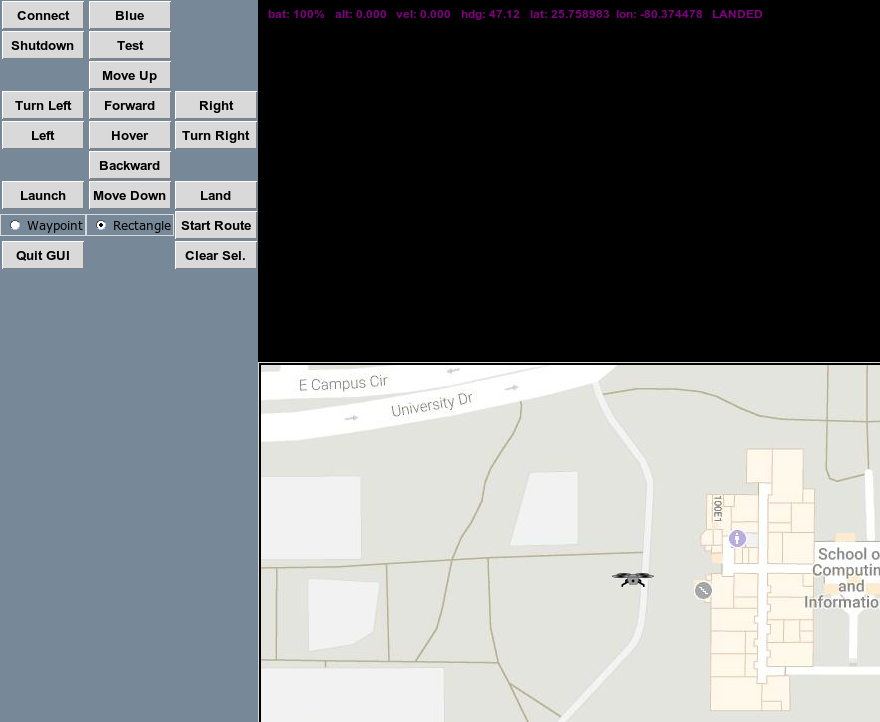 Connect Blue
bat: 100% alt: 0.000 vel: 0.000 hdg: 47.12 lat: 25.758983 lon: -80.374478 LANDED
Shutdown Test
Move Up
Turn Left Forward Right
Left Hover Turn Right
Backward
Launch Move Down Land
Waypoint Rectangle Start Route
Quit GUI Clear Sel.
E Campus Cir
University Dr
100E1
School o
Computin
and
Informatio